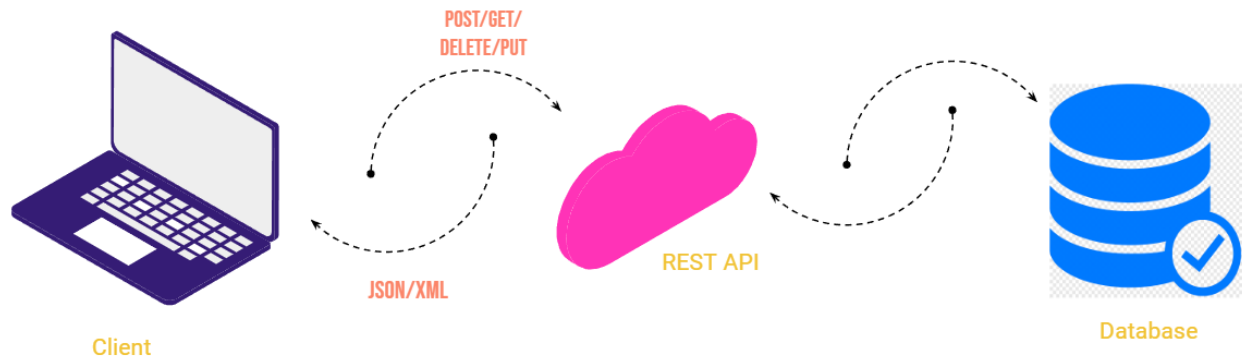 POST/GET/
DELETE/PUT
JSON/XML
REST API
Client
Database